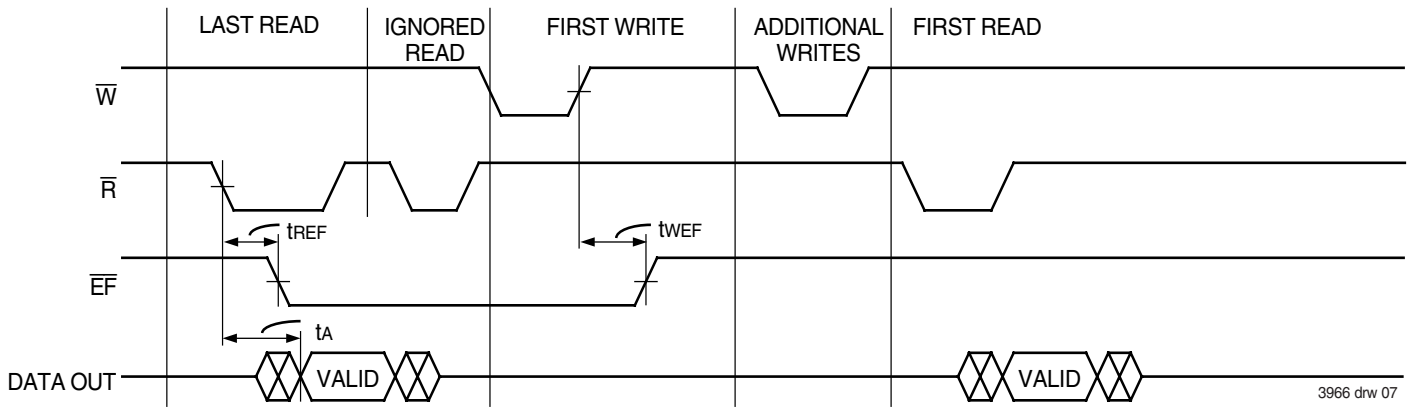 LAST READ
IGNORED
READ
FIRST WRITE
ADDITIONAL
WRITES
FIRST READ
W̅
R̅
tREF
tWEF
E̅F̅
tA
DATA OUT
VALID
VALID
3966 drw 07